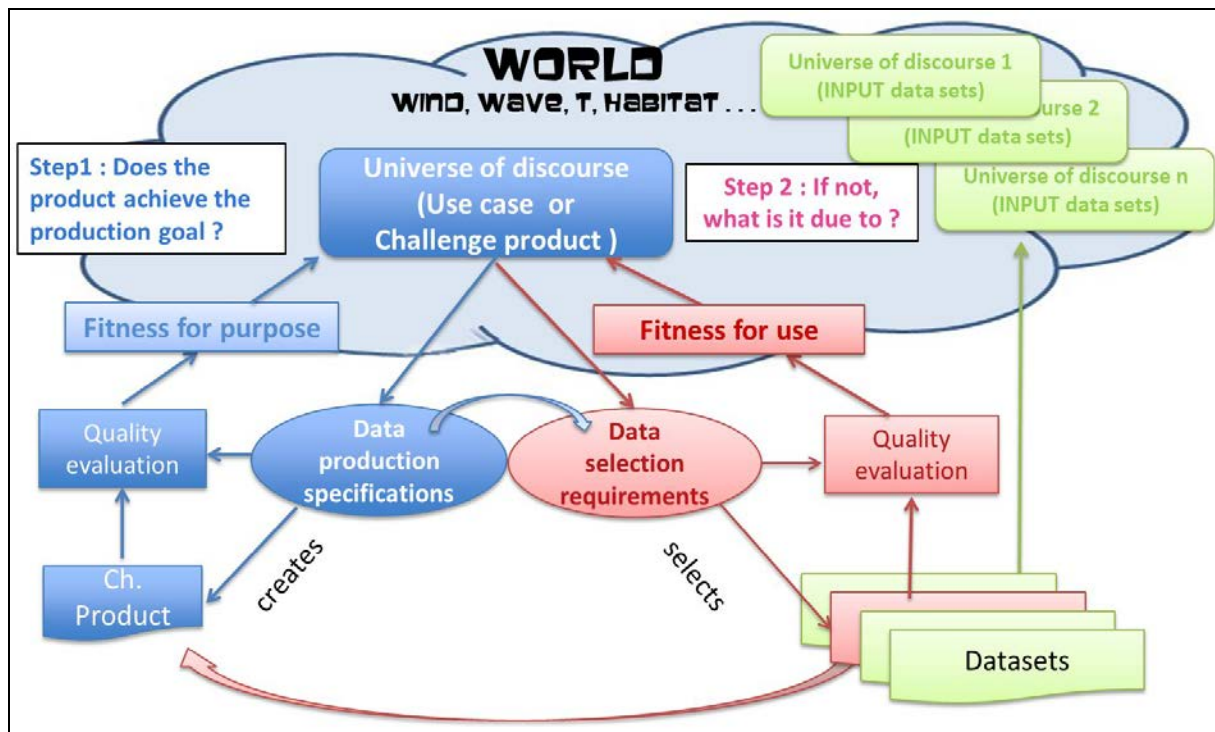 WORLD
WIND, WAVE, T, HABITAT ...
Universe of discourse 1
(INPUT data sets)
ourse 2
(INPUT data sets)
Universe of discourse n
(INPUT data sets)
Step1 : Does the
product achieve the
production goal ?
Universe of discourse
(Use case or
Challenge product )
Step 2 : If not,
what is it due to ?
Fitness for purpose
Fitness for use
Quality
evaluation
Data
production
specifications
Data
selection
requirements
Quality
evaluation
creates
selects
Ch.
Product
Datasets